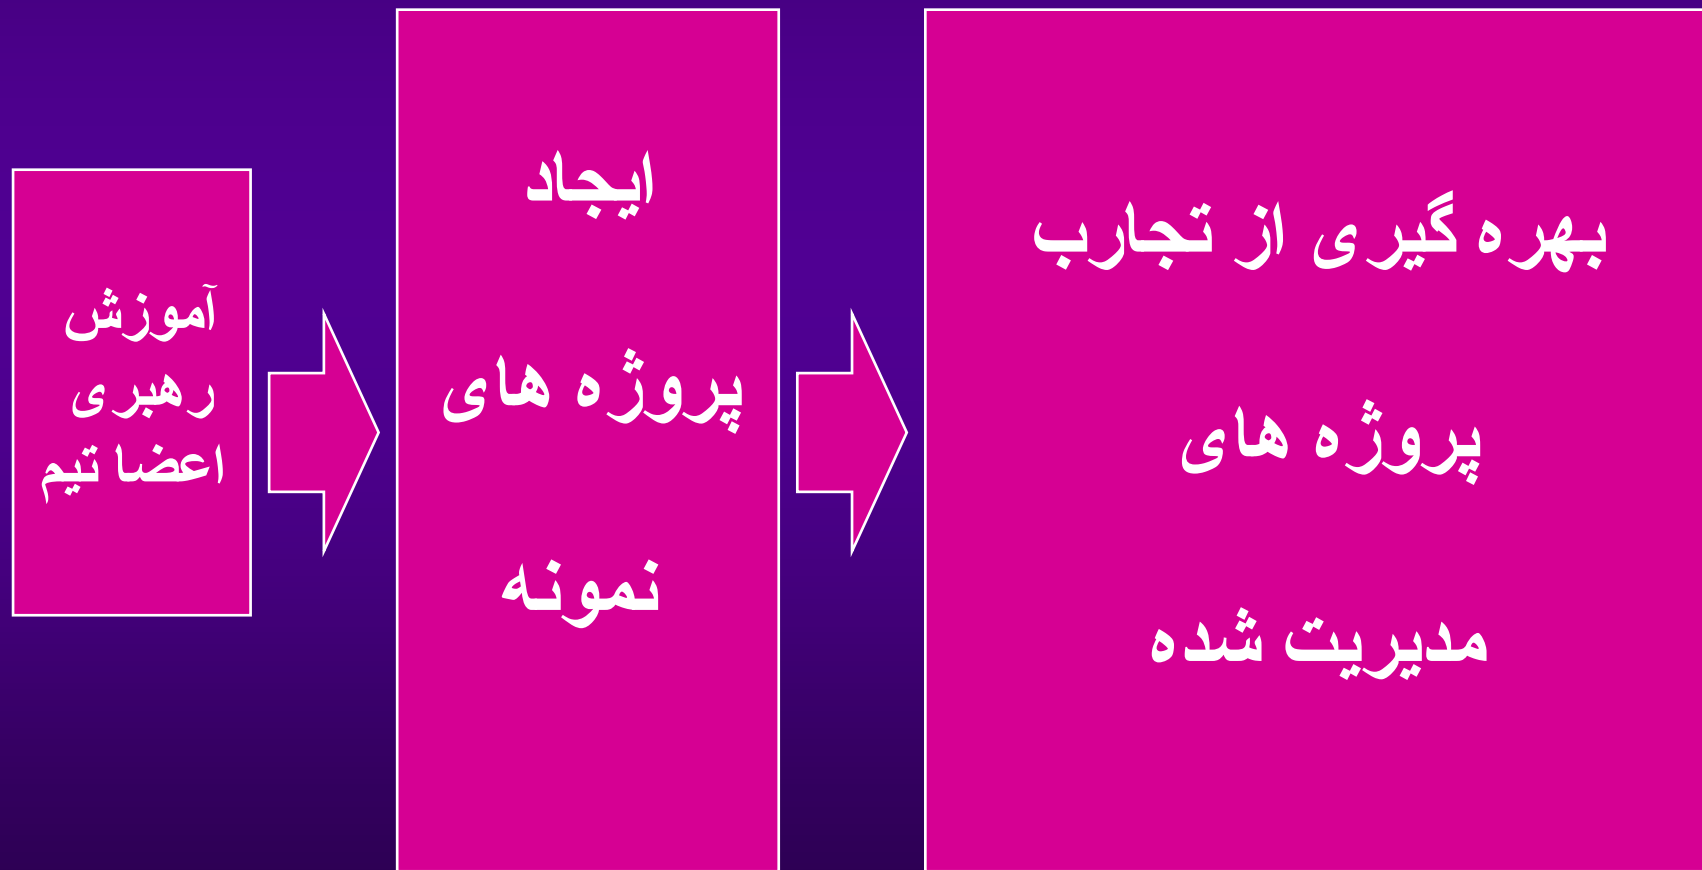 آموزش
رهبری
اعضا تیم
ایجاد
پروژه های
نمونه
بهره گیری از تجارب
پروژه های
مدیریت شده